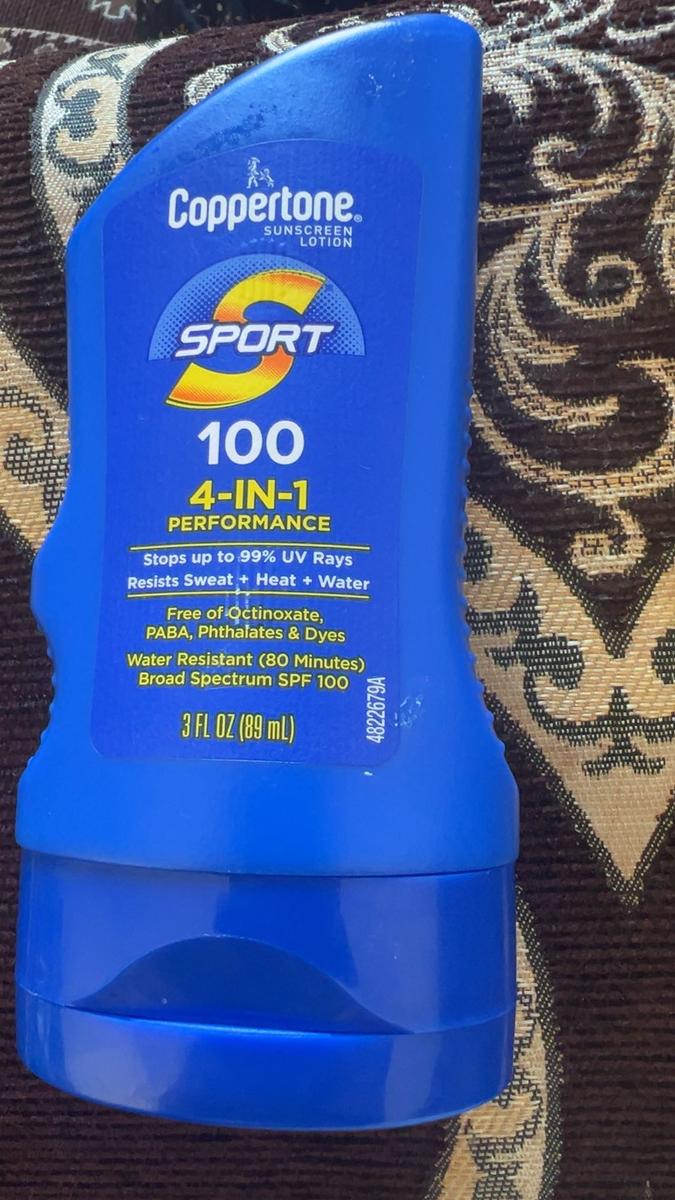 Coppertone®
SUNSCREEN
LOTION
SPORT
100
4-IN-1
PERFORMANCE
Stops up to 99% UV Rays
Resists Sweat + Heat + Water
Free of Octinoxate,
PABA, Phthalates & Dyes
Water Resistant (80 Minutes)
Broad Spectrum SPF 100
3 FL OZ (89 mL)
4822679A